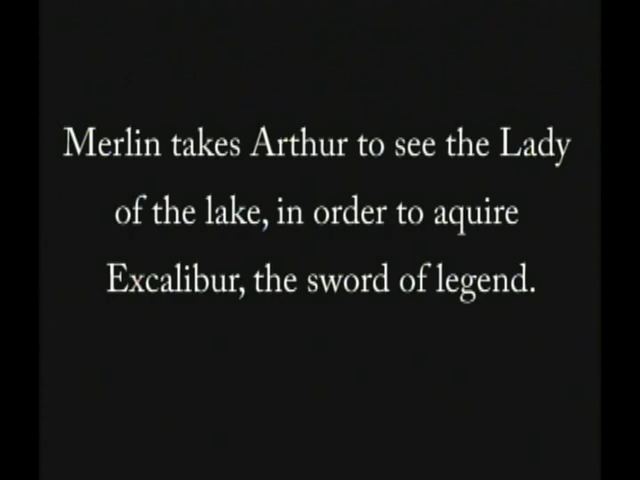 Merlin takes Arthur to see the Lady
of the lake, in order to aquire
Excalibur, the sword of legend.